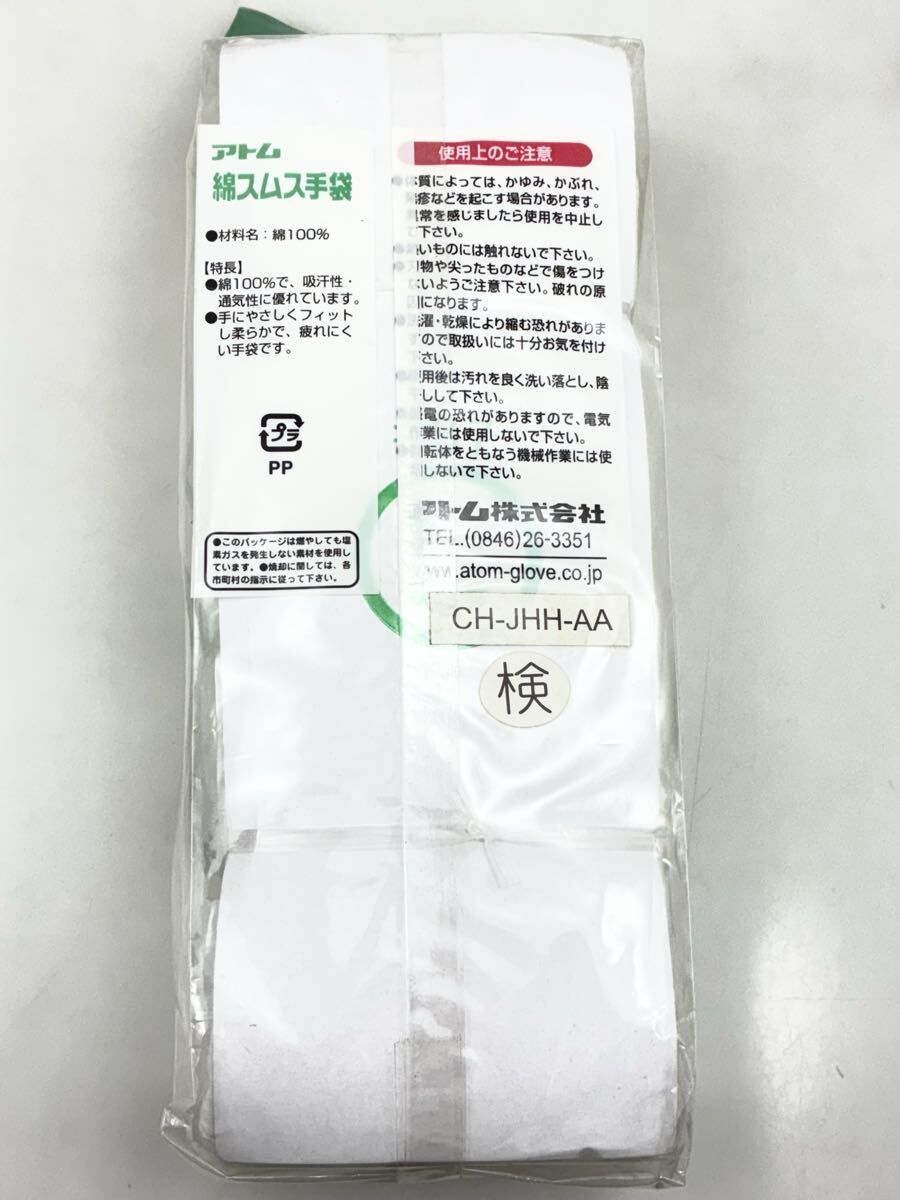 アトム
綿スムス手袋
●材料名：綿100%
【特長】
●綿100%で、吸汗性・
通気性に優れています。
●手にやさしくフィット
し柔らかで、疲れにく
い手袋です。
プラ
PP
●このパッケージは燃やしても塩
素ガスを発生しない素材を使用し
ています。●焼却に関しては、各
市町村の指示に従って下さい。
使用上のご注意
●体質によっては、かゆみ、かぶれ、
発疹などを起こす場合があります。
異常を感じましたら使用を中止し
て下さい。
●熱いものには触れないで下さい。
●刃物や尖ったものなどで傷をつけ
ないようご注意下さい。破れの原
因になります。
●洗濯・乾燥により縮む恐れがありま
すので取扱いには十分お気を付け
下さい。
●使用後は汚れを良く洗い落とし、陰
干しして下さい。
●感電の恐れがありますので、電気
作業には使用しないで下さい。
●回転体をともなう機械作業には使
用しないで下さい。
アトム株式会社
TEL.(0846)26-3351
www.atom-glove.co.jp
CH-JHH-AA
検